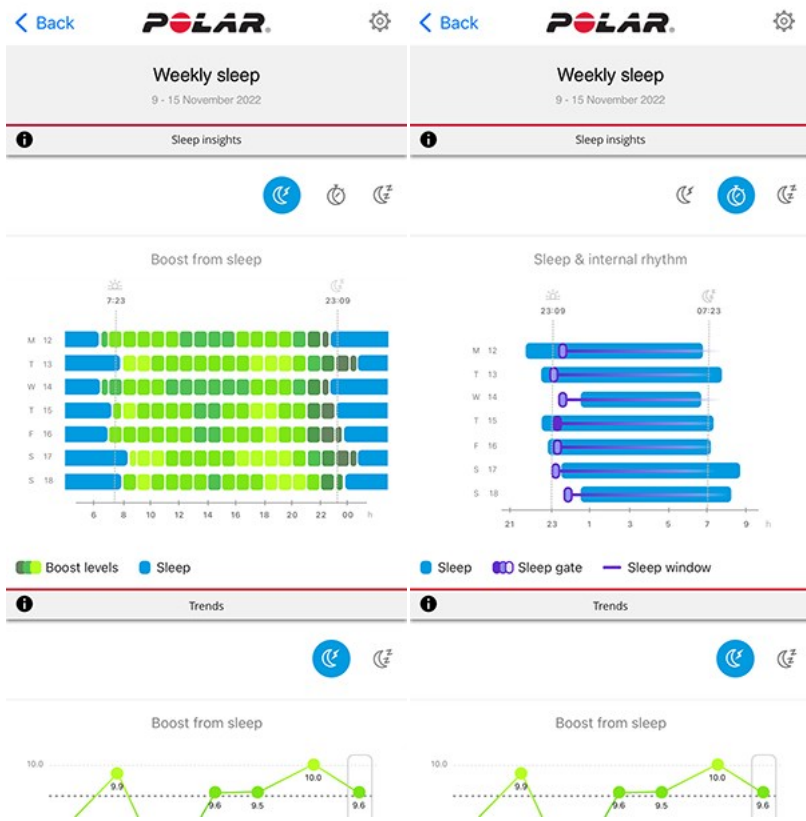 Back
POLAR.
Weekly sleep
9 - 15 November 2022
Sleep insights
Boost from sleep
7:23 23:09
M 12
T 13
W 14
T 15
F 16
S 17
S 18
6 8 10 12 14 16 18 20 22 00 h
Boost levels Sleep
Trends
Boost from sleep
10.0
9.9 9.6 9.5 10.0 9.6
Back
POLAR.
Weekly sleep
9 - 15 November 2022
Sleep insights
Sleep & internal rhythm
23:09 07:23
M 12
T 13
W 14
T 15
F 16
S 17
S 18
21 23 1 3 5 7 9 h
Sleep Sleep gate Sleep window
Trends
Boost from sleep
10.0
9.9 9.6 9.5 10.0 9.6